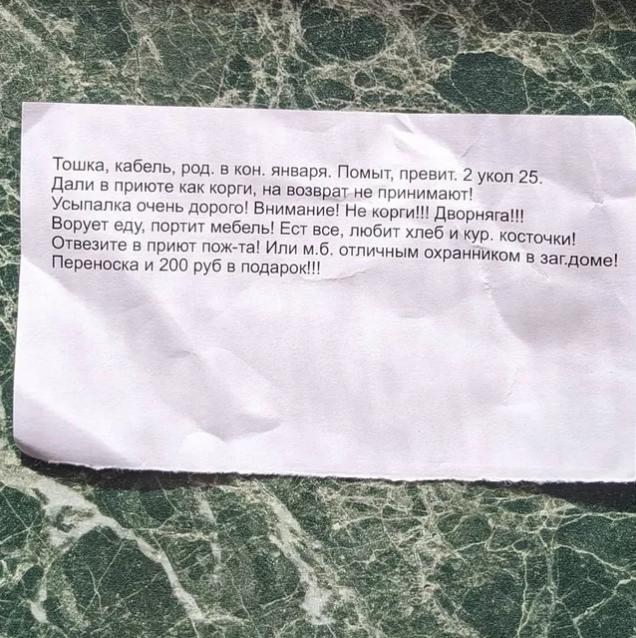 Тошка, кабель, род. в кон. января. Помыт, превит. 2 укол 25.
Дали в приюте как корги, на возврат не принимают!
Усыпалка очень дорого! Внимание! Не корги!!! Дворняга!!!
Ворует еду, портит мебель! Ест все, любит хлеб и кур. косточки!
Отвезите в приют пож-та! Или м.б. отличным охранником в заг.доме!
Переноска и 200 руб в подарок!!!